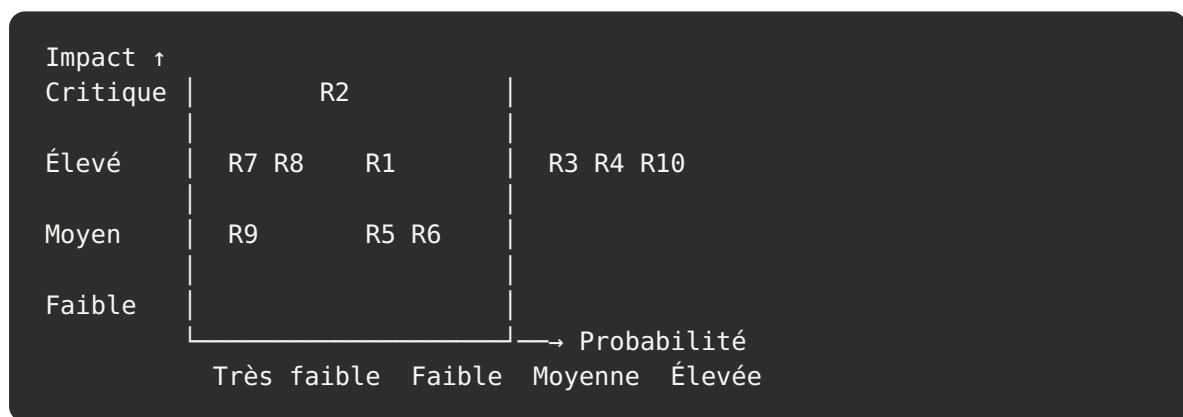 Impact ↑
Critique │ R2 │
Élevé │ R7 R8 R1 │ R3 R4 R10
Moyen │ R9 R5 R6 │
Faible │ │
└─────────────────────┘──→ Probabilité
Très faible Faible Moyenne Élevée